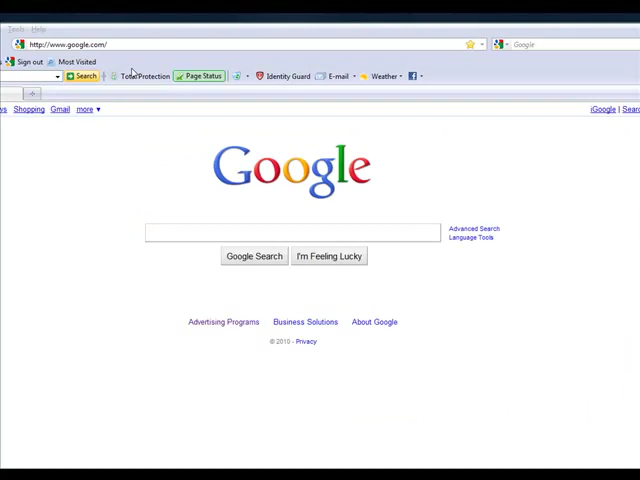 Tools Help
http://www.google.com/ Google
Sign out Most Visited
Search Total Protection Page Status Identity Guard E-mail Weather
Shopping Gmail more ▼ iGoogle |
Google
Advanced Search
Language Tools
Google Search I'm Feeling Lucky
Advertising Programs Business Solutions About Google
© 2010 - Privacy